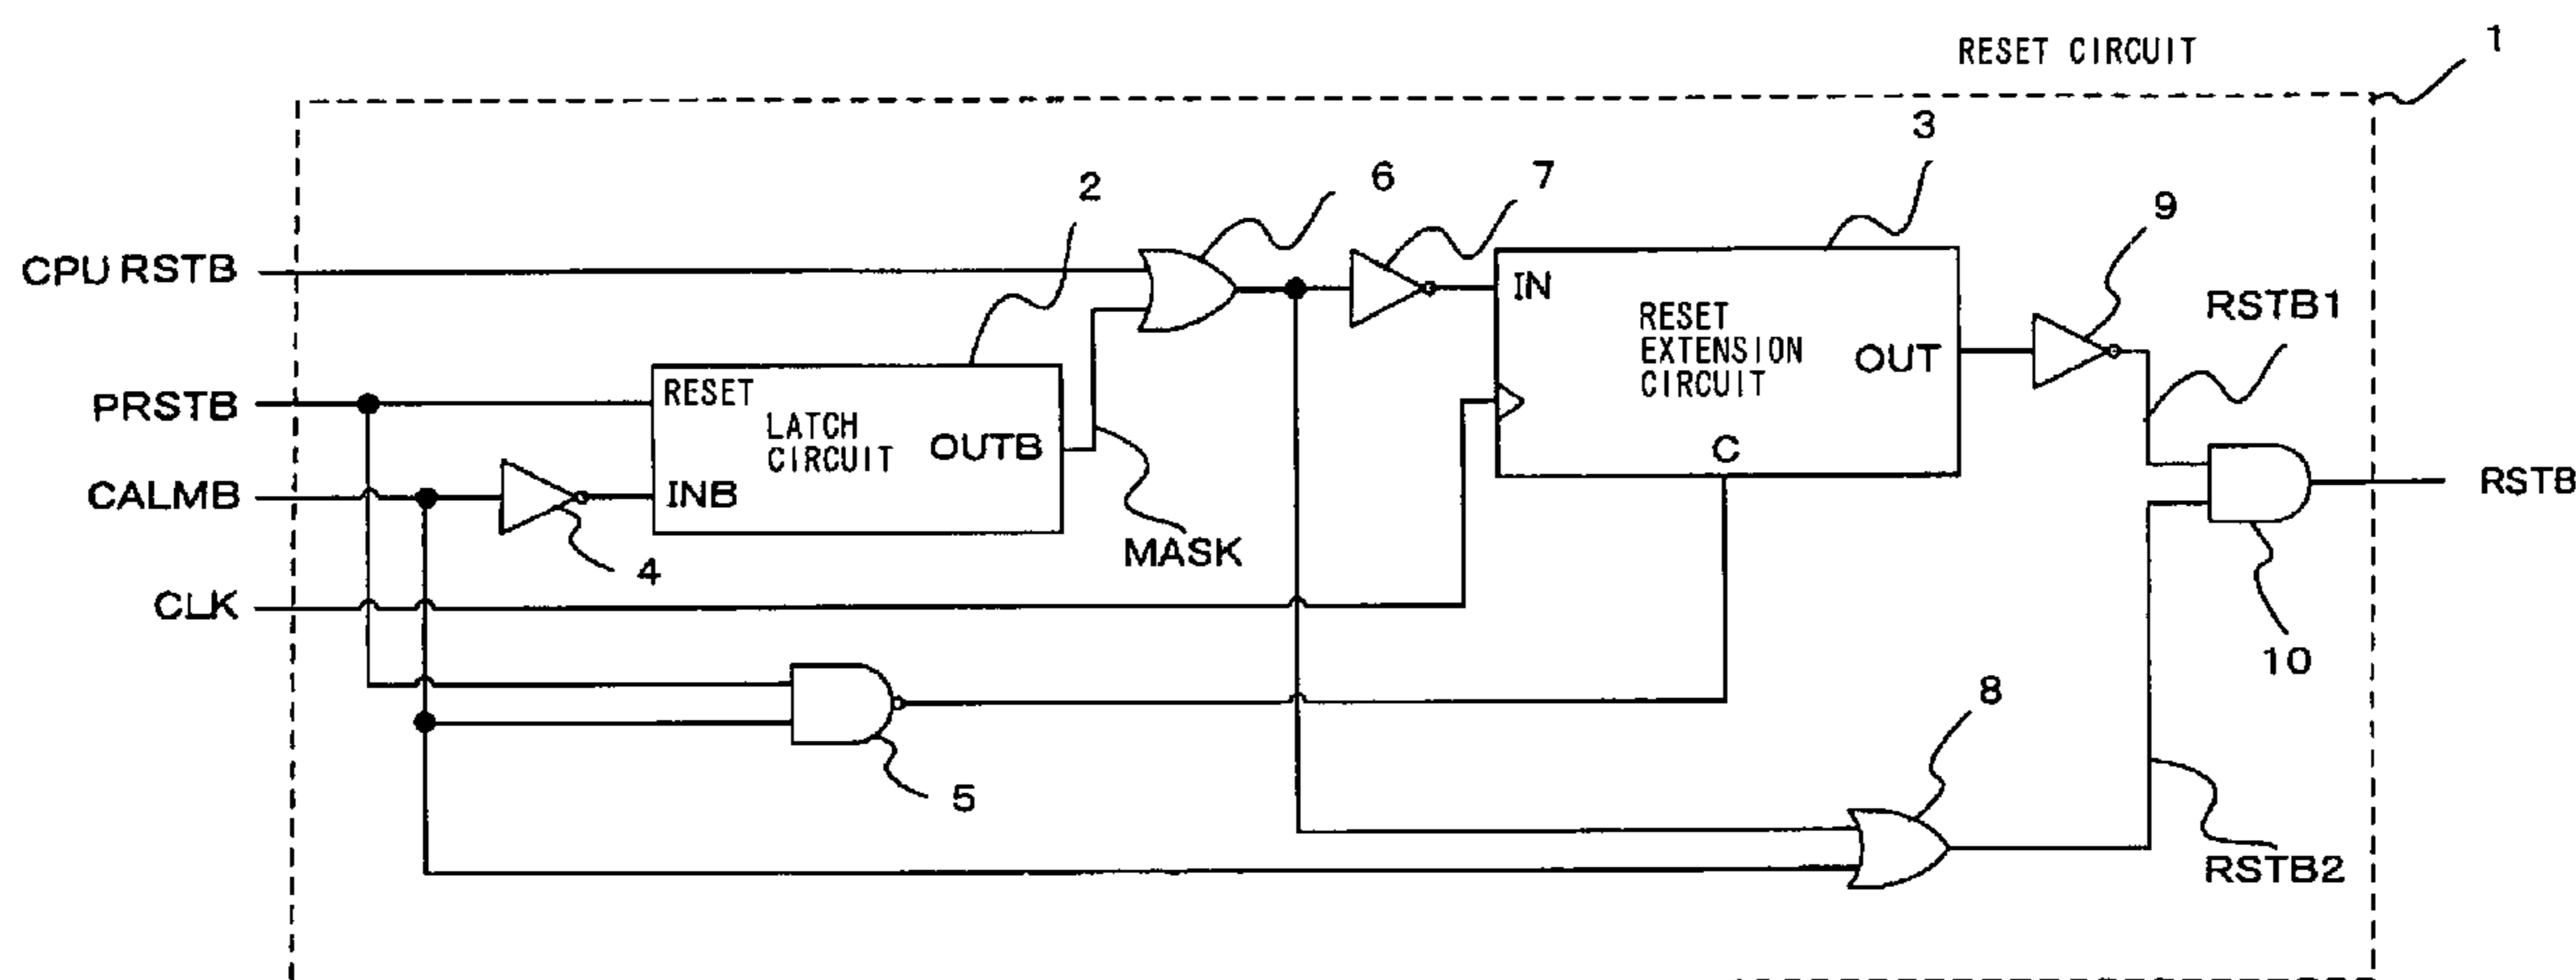 RESET CIRCUIT
1
3
2
6
7
9
CPU RSTB
IN
RESET
EXTENSION
CIRCUIT
OUT
RSTB1
PRSTB
RESET
LATCH
CIRCUIT
OUTB
C
CALMB
INB
RSTB
4
MASK
CLK
10
8
5
RSTB2